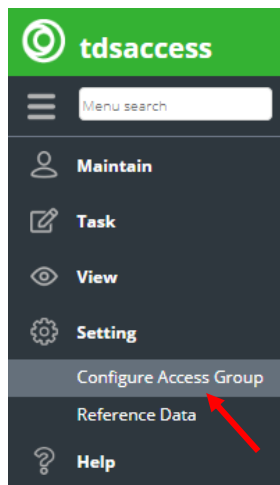 tdsaccess
Menu search
Maintain
Task
View
Setting
Configure Access Group
Reference Data
Help